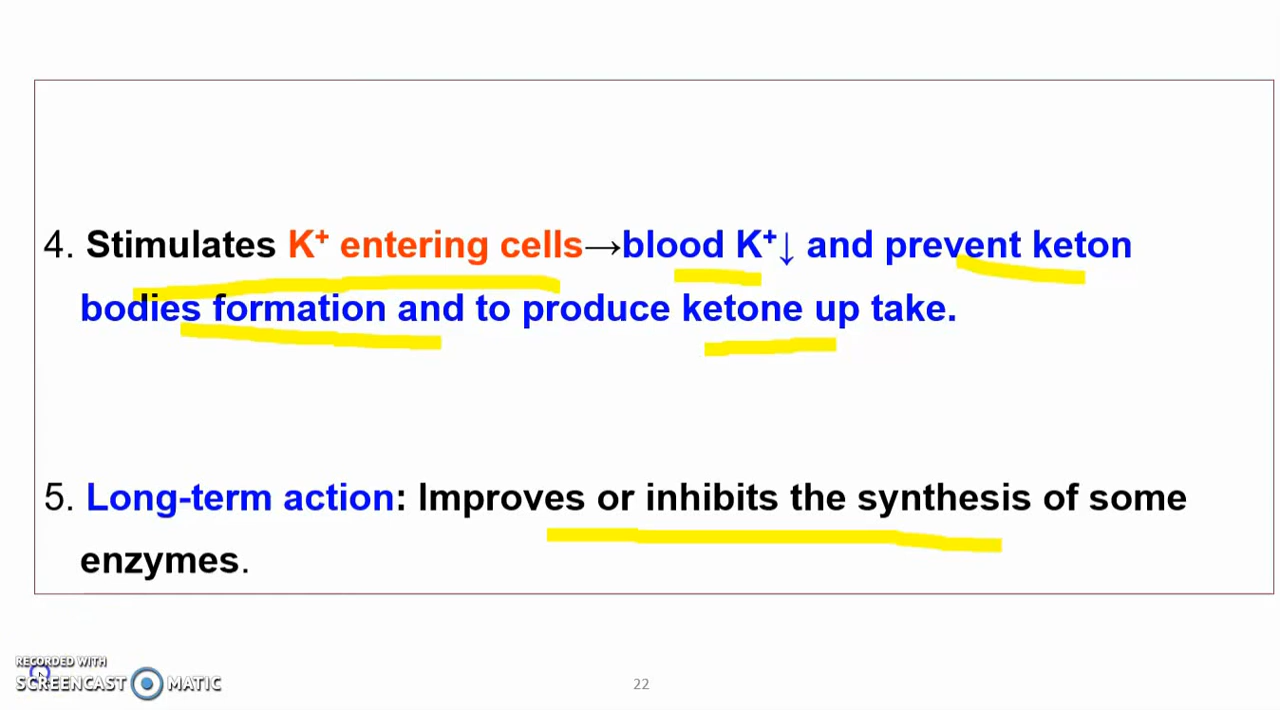 4. Stimulates K⁺ entering cells→blood K⁺↓ and prevent keton
bodies formation and to produce ketone up take.
5. Long-term action: Improves or inhibits the synthesis of some
enzymes.
RECORDED WITH
SCREENCAST MATIC
22